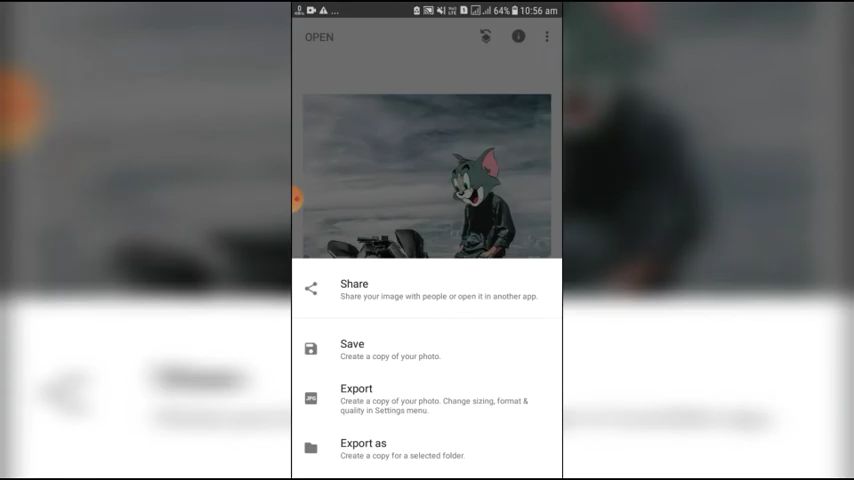 64% 10:56 am
OPEN
Share
Share your image with people or open it in another app.
Save
Create a copy of your photo.
JPG
Export
Create a copy of your photo. Change sizing, format &
quality in Settings menu.
Export as
Create a copy for a selected folder.